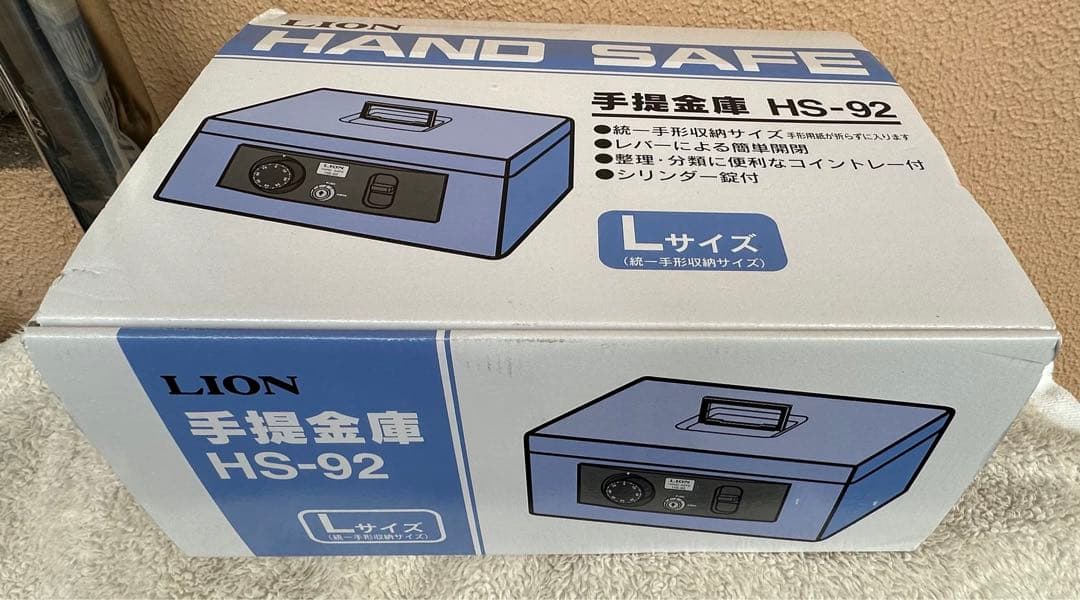 LION
HAND SAFE
手提金庫 HS-92
●統一手形収納サイズ 手形用紙が折らずに入ります
●レバーによる簡単開閉
●整理・分類に便利なコイントレー付
●シリンダー錠付
LION
Lサイズ
(統一手形収納サイズ)
LION
手提金庫
HS-92
Lサイズ
(統一手形収納サイズ)
LION